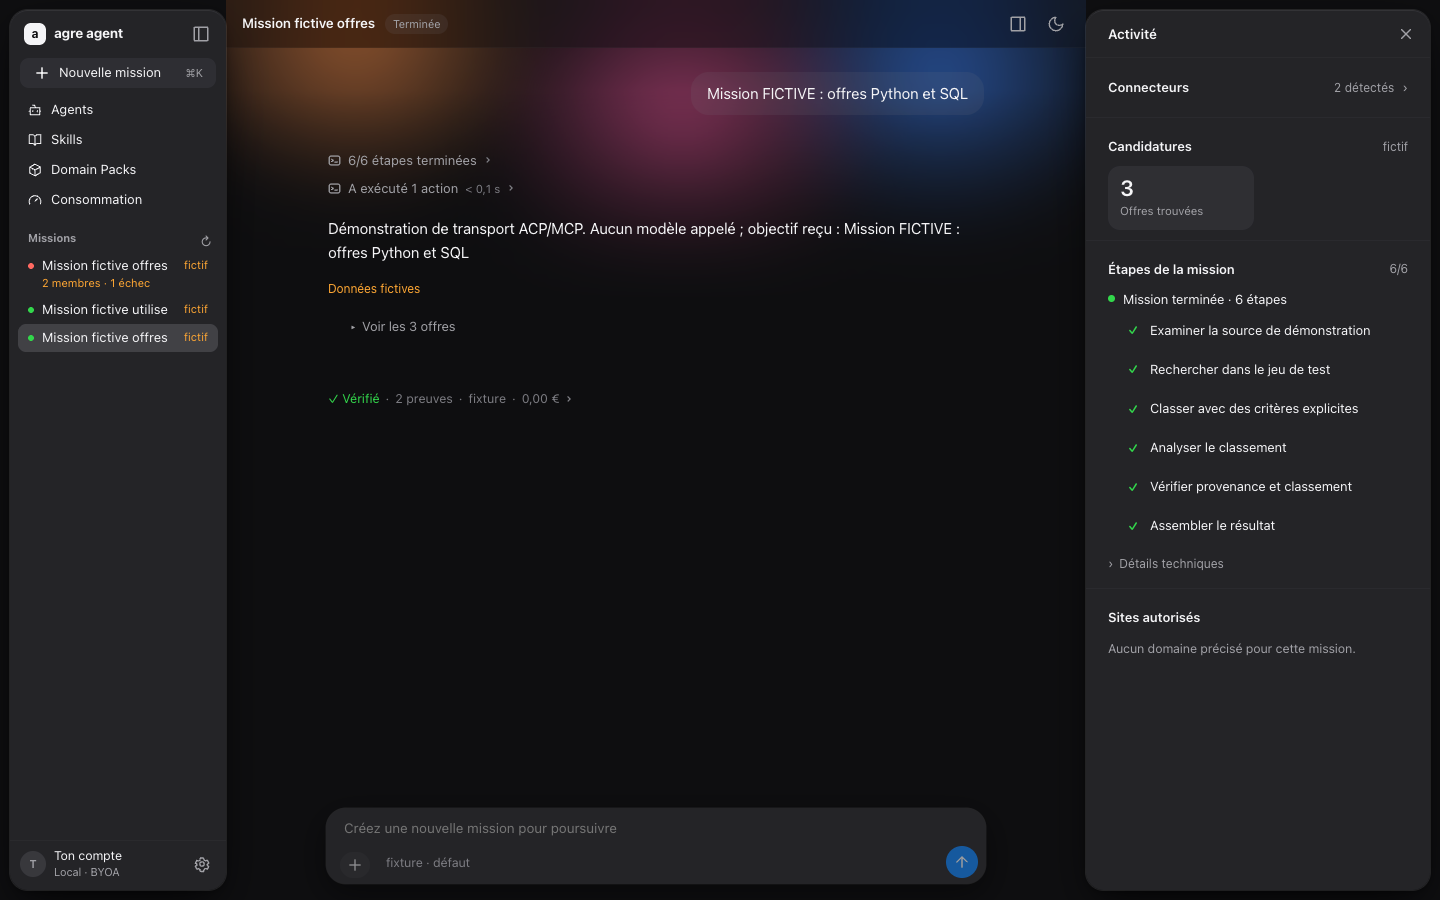 a agre agent
Nouvelle mission ⌘K
Agents
Skills
Domain Packs
Consommation
Missions
Mission fictive offres fictif
2 membres · 1 échec
Mission fictive utilise fictif
Mission fictive offres fictif
T Ton compte
Local · BYOA
Mission fictive offres Terminée
Mission FICTIVE : offres Python et SQL
6/6 étapes terminées ›
A exécuté 1 action < 0,1 s ›
Démonstration de transport ACP/MCP. Aucun modèle appelé ; objectif reçu : Mission FICTIVE :
offres Python et SQL
Données fictives
▸ Voir les 3 offres
✓ Vérifié · 2 preuves · fixture · 0,00 € ›
Créez une nouvelle mission pour poursuivre
fixture · défaut
Activité
Connecteurs 2 détectés ›
Candidatures fictif
3
Offres trouvées
Étapes de la mission 6/6
Mission terminée · 6 étapes
Examiner la source de démonstration
Rechercher dans le jeu de test
Classer avec des critères explicites
Analyser le classement
Vérifier provenance et classement
Assembler le résultat
› Détails techniques
Sites autorisés
Aucun domaine précisé pour cette mission.